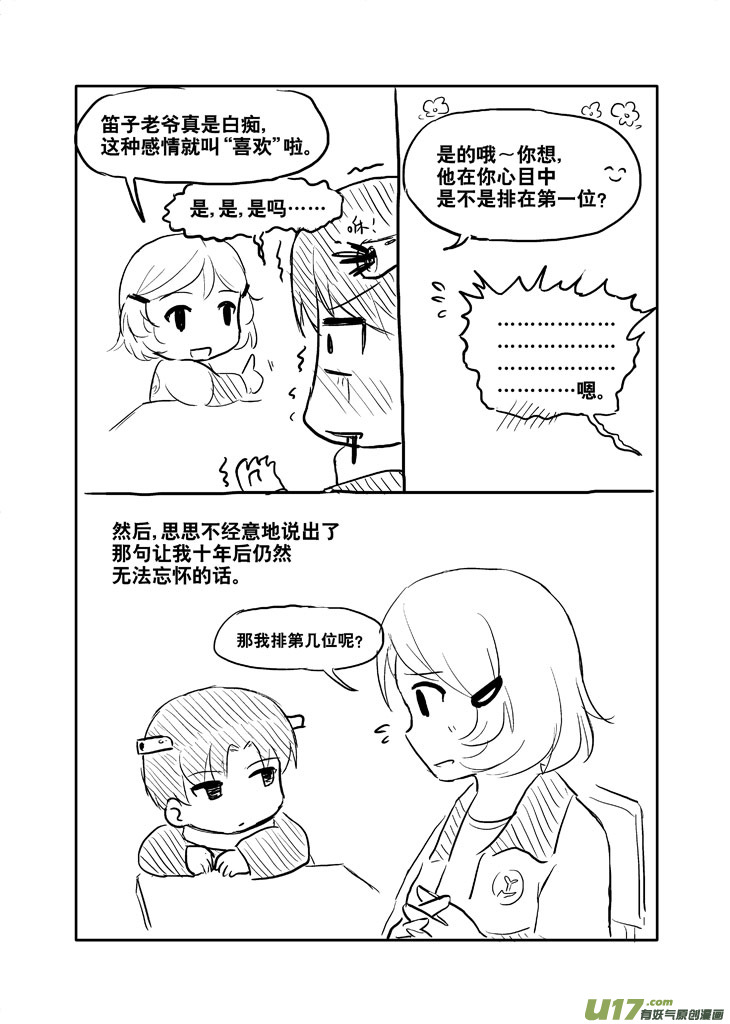 笛子老爷真是白痴，
这种感情就叫“喜欢”啦。
是，是，是吗……
咻！
是的哦～你想，
他在你心目中
是不是排在第一位？
………………
………………
………………
…………嗯。
然后，思思不经意地说出了
那句让我十年后仍然
无法忘怀的话。
那我排第几位呢？
U17.com
有妖气原创漫画